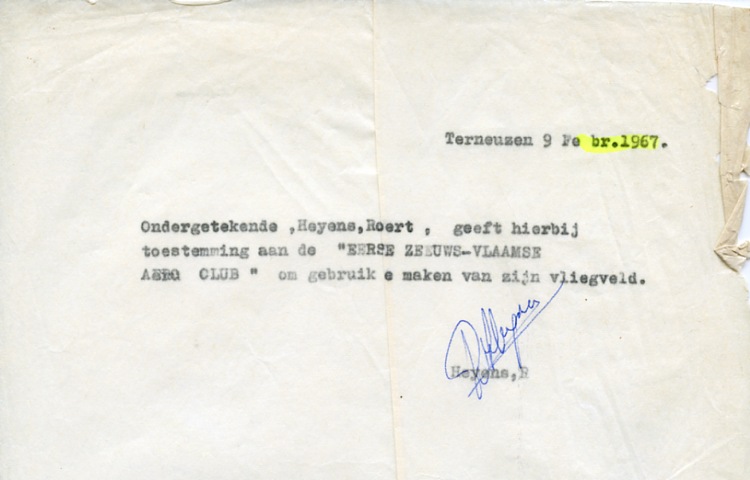 Terneuzen 9 Fe br.1967.
Ondergetekende ,Heyens,Roert , geeft hierbij
toestemming aan de "EERSE ZEEUWS-VLAAMSE
AERO CLUB " om gebruik e maken van zijn vliegveld.
Heyens,R